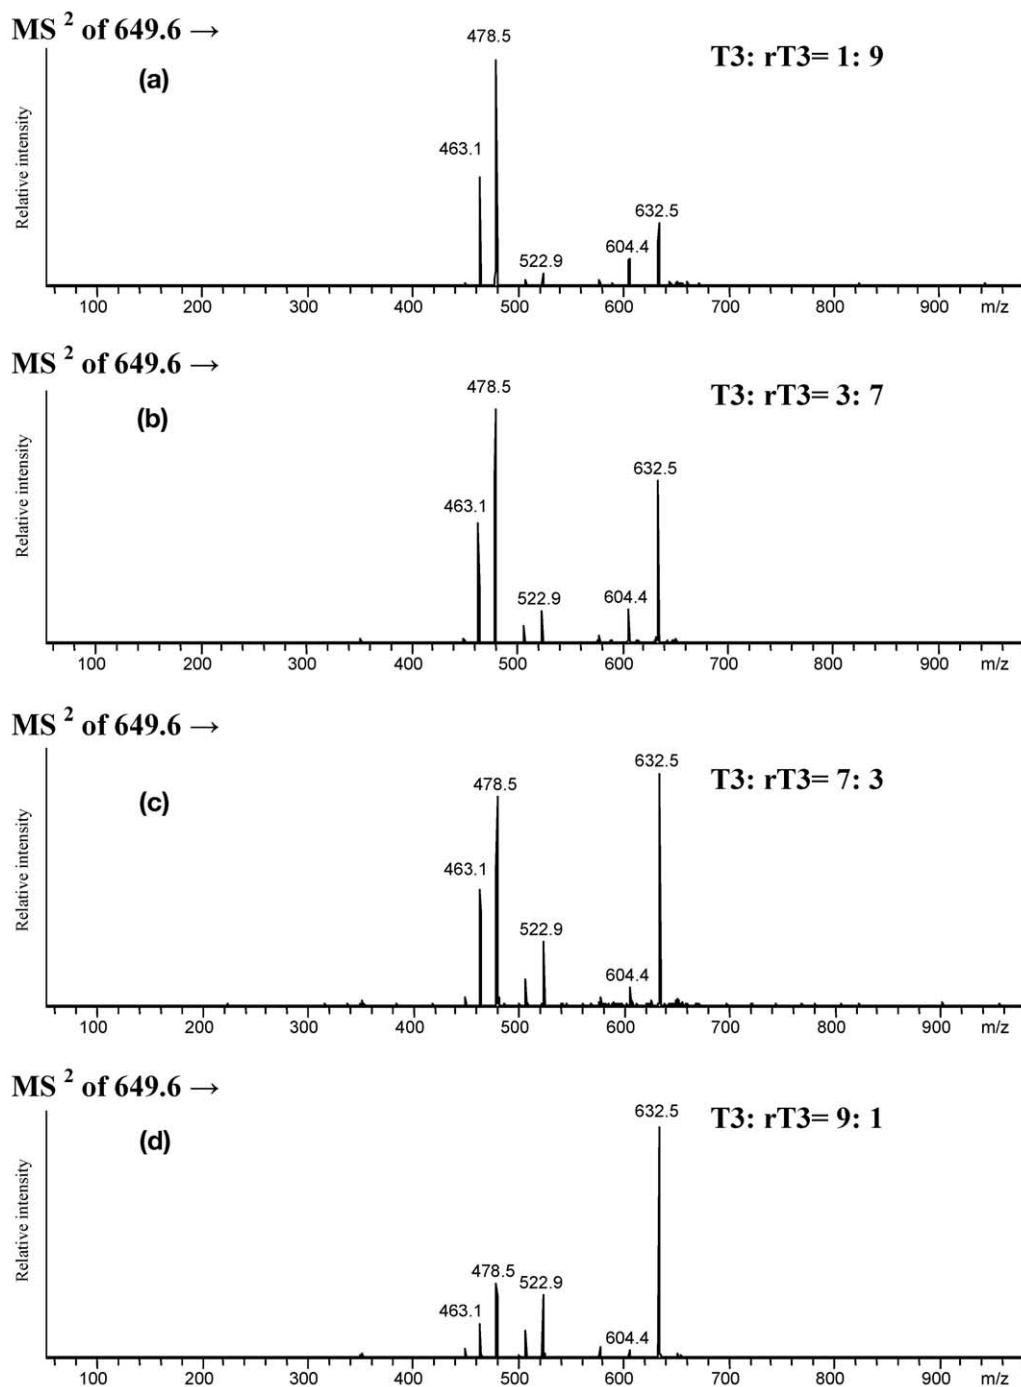 MS 2 of 649.6 →
T3: rT3= 1: 9
(a)
Relative intensity
478.5
463.1
522.9
604.4
632.5
100 200 300 400 500 600 700 800 900 m/z
MS 2 of 649.6 →
T3: rT3= 3: 7
(b)
Relative intensity
478.5
463.1
522.9
604.4
632.5
100 200 300 400 500 600 700 800 900 m/z
MS 2 of 649.6 →
T3: rT3= 7: 3
(c)
Relative intensity
478.5
463.1
522.9
604.4
632.5
100 200 300 400 500 600 700 800 900 m/z
MS 2 of 649.6 →
T3: rT3= 9: 1
(d)
Relative intensity
478.5
463.1
522.9
604.4
632.5
100 200 300 400 500 600 700 800 900 m/z